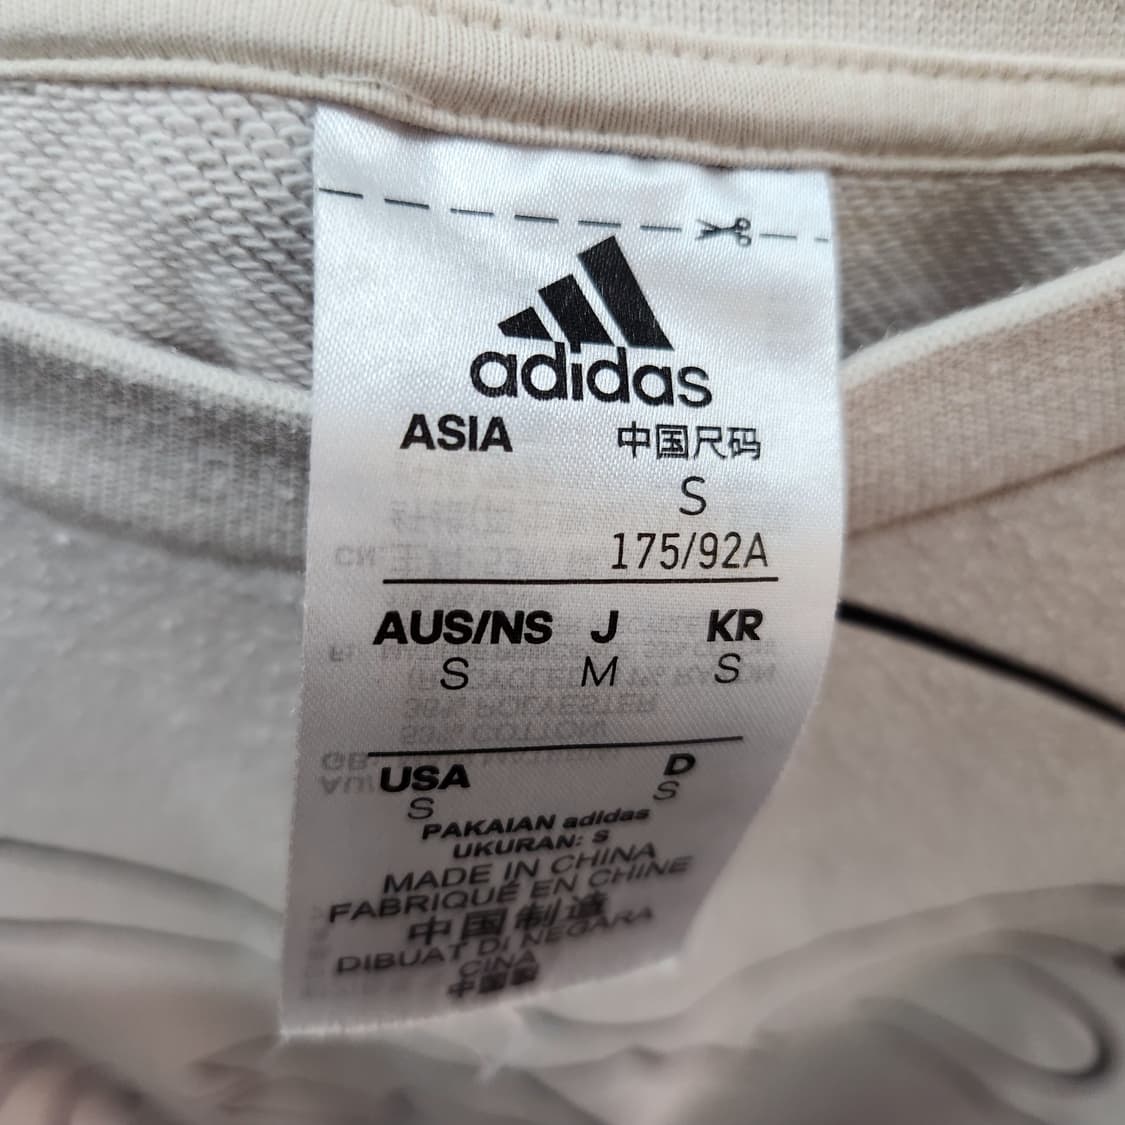 adidas
ASIA 中国尺码
S
175/92A
AUS/NS J KR
S M S
USA D
S S
PAKAIAN adidas
UKURAN: S
MADE IN CHINA
FABRIQUÉ EN CHINE
中国制造
DIBUAT DI NEGARA
CINA
中国製